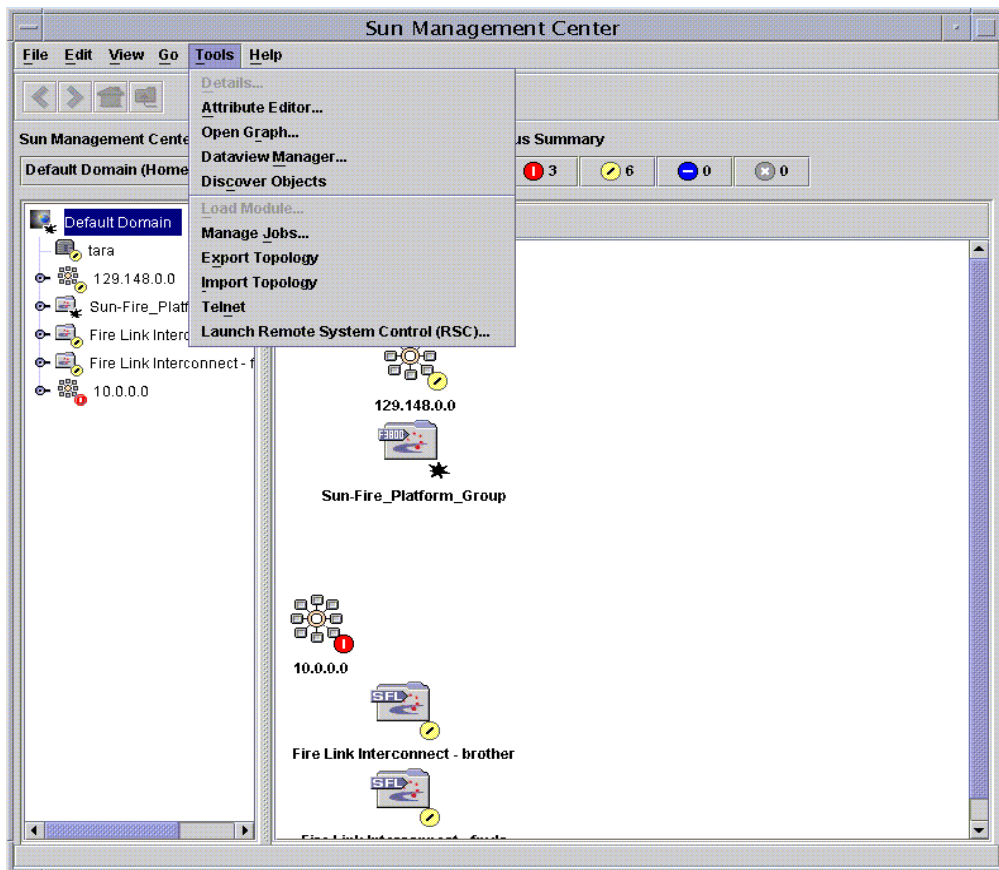 Sun Management Center
File Edit View Go Tools Help
Details...
Attribute Editor...
Open Graph...
Dataview Manager...
Discover Objects
Load Module...
Manage Jobs...
Export Topology
Import Topology
Telnet
Launch Remote System Control (RSC)...
Sun Management Cente
us Summary
Default Domain (Home
3
6
0
0
Default Domain
tara
129.148.0.0
Sun-Fire_Platf
Fire Link Interc
Fire Link Interconnect - f
10.0.0.0
129.148.0.0
Sun-Fire_Platform_Group
10.0.0.0
SFL
Fire Link Interconnect - brother
SFL